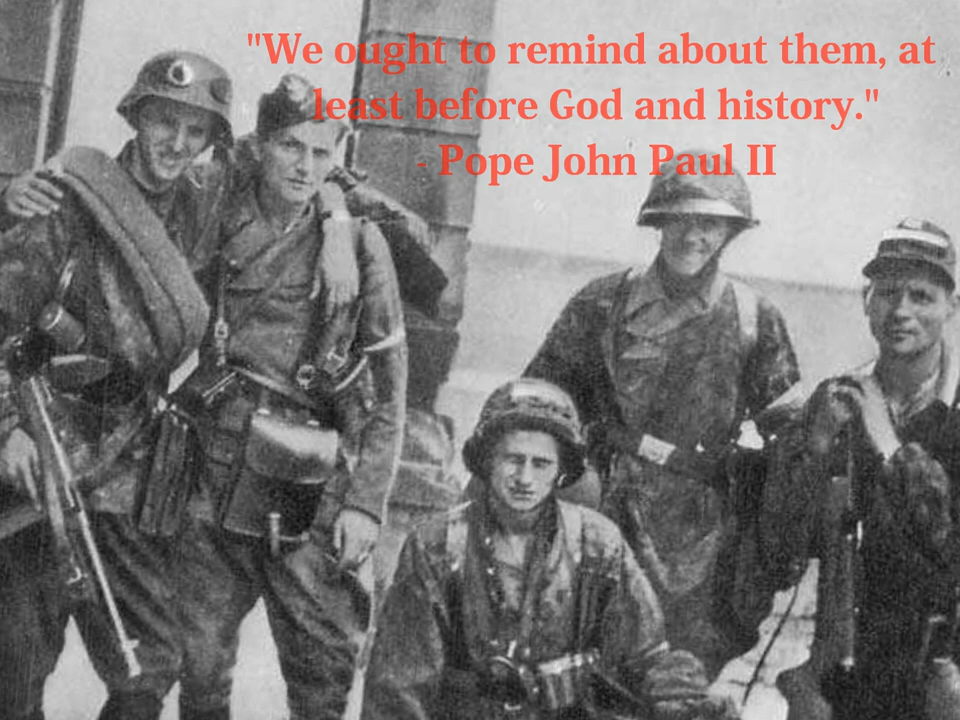 "We ought to remind about them, at
least before God and history."
- Pope John Paul II